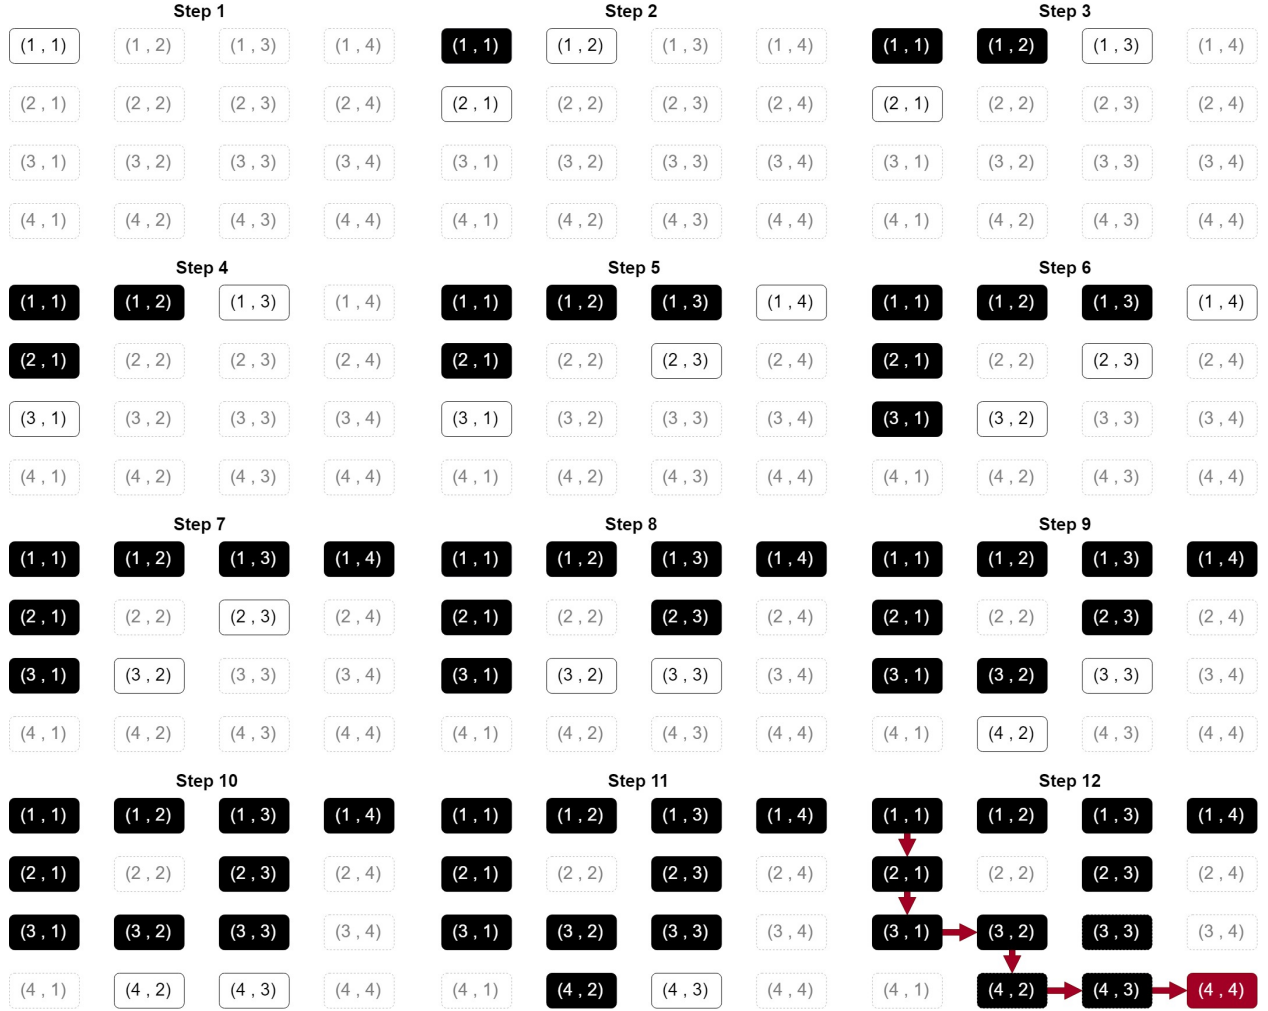 Step 1 Step 2 Step 3
(1 , 1) (1 , 2) (1 , 3) (1 , 4) (1 , 1) (1 , 2) (1 , 3) (1 , 4) (1 , 1) (1 , 2) (1 , 3) (1 , 4)
(2 , 1) (2 , 2) (2 , 3) (2 , 4) (2 , 1) (2 , 2) (2 , 3) (2 , 4) (2 , 1) (2 , 2) (2 , 3) (2 , 4)
(3 , 1) (3 , 2) (3 , 3) (3 , 4) (3 , 1) (3 , 2) (3 , 3) (3 , 4) (3 , 1) (3 , 2) (3 , 3) (3 , 4)
(4 , 1) (4 , 2) (4 , 3) (4 , 4) (4 , 1) (4 , 2) (4 , 3) (4 , 4) (4 , 1) (4 , 2) (4 , 3) (4 , 4)
Step 4 Step 5 Step 6
(1 , 1) (1 , 2) (1 , 3) (1 , 4) (1 , 1) (1 , 2) (1 , 3) (1 , 4) (1 , 1) (1 , 2) (1 , 3) (1 , 4)
(2 , 1) (2 , 2) (2 , 3) (2 , 4) (2 , 1) (2 , 2) (2 , 3) (2 , 4) (2 , 1) (2 , 2) (2 , 3) (2 , 4)
(3 , 1) (3 , 2) (3 , 3) (3 , 4) (3 , 1) (3 , 2) (3 , 3) (3 , 4) (3 , 1) (3 , 2) (3 , 3) (3 , 4)
(4 , 1) (4 , 2) (4 , 3) (4 , 4) (4 , 1) (4 , 2) (4 , 3) (4 , 4) (4 , 1) (4 , 2) (4 , 3) (4 , 4)
Step 7 Step 8 Step 9
(1 , 1) (1 , 2) (1 , 3) (1 , 4) (1 , 1) (1 , 2) (1 , 3) (1 , 4) (1 , 1) (1 , 2) (1 , 3) (1 , 4)
(2 , 1) (2 , 2) (2 , 3) (2 , 4) (2 , 1) (2 , 2) (2 , 3) (2 , 4) (2 , 1) (2 , 2) (2 , 3) (2 , 4)
(3 , 1) (3 , 2) (3 , 3) (3 , 4) (3 , 1) (3 , 2) (3 , 3) (3 , 4) (3 , 1) (3 , 2) (3 , 3) (3 , 4)
(4 , 1) (4 , 2) (4 , 3) (4 , 4) (4 , 1) (4 , 2) (4 , 3) (4 , 4) (4 , 1) (4 , 2) (4 , 3) (4 , 4)
Step 10 Step 11 Step 12
(1 , 1) (1 , 2) (1 , 3) (1 , 4) (1 , 1) (1 , 2) (1 , 3) (1 , 4) (1 , 1) (1 , 2) (1 , 3) (1 , 4)
(2 , 1) (2 , 2) (2 , 3) (2 , 4) (2 , 1) (2 , 2) (2 , 3) (2 , 4) (2 , 1) (2 , 2) (2 , 3) (2 , 4)
(3 , 1) (3 , 2) (3 , 3) (3 , 4) (3 , 1) (3 , 2) (3 , 3) (3 , 4) (3 , 1) (3 , 2) (3 , 3) (3 , 4)
(4 , 1) (4 , 2) (4 , 3) (4 , 4) (4 , 1) (4 , 2) (4 , 3) (4 , 4) (4 , 1) (4 , 2) (4 , 3) (4 , 4)